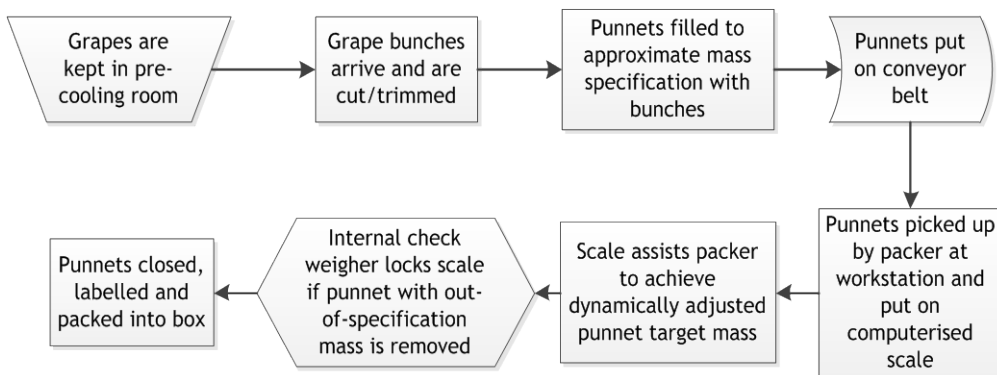 Grapes are
kept in pre-
cooling room
Grape bunches
arrive and are
cut/trimmed
Punnets filled to
approximate mass
specification with
bunches
Punnets put
on conveyor
belt
Punnets picked up
by packer at
workstation and
put on
computerised
scale
Scale assists packer
to achieve
dynamically adjusted
punnet target mass
Internal check
weigher locks scale
if punnet with out-
of-specification
mass is removed
Punnets closed,
labelled and
packed into box